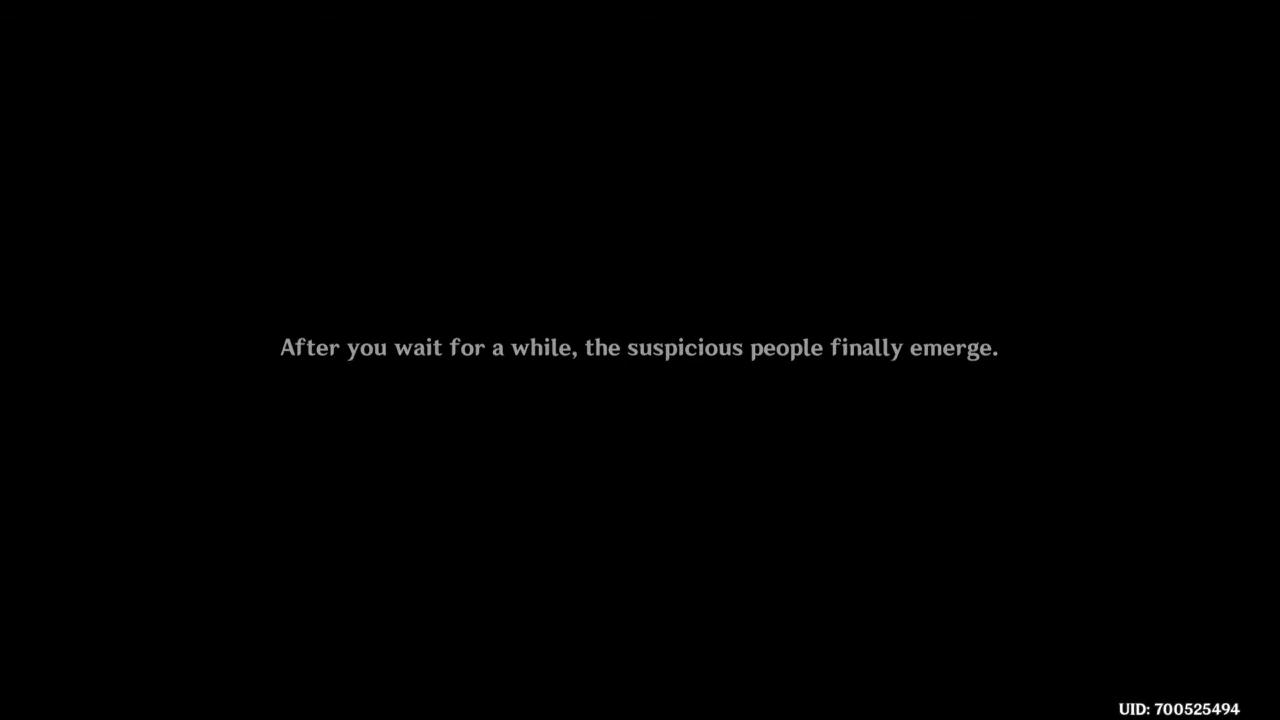 After you wait for a while, the suspicious people finally emerge.
UID: 700525494